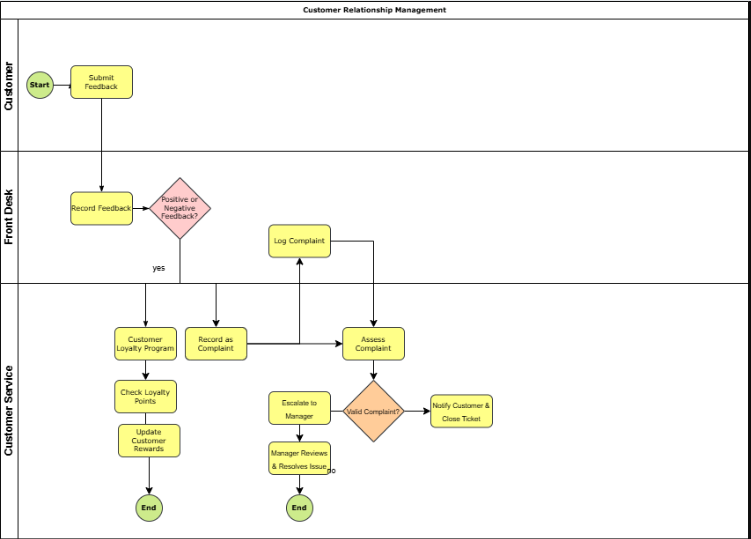 Customer Relationship Management
Customer
Start
Submit
Feedback
Front Desk
Record Feedback
Positive or
Negative
Feedback?
Log Complaint
yes
Customer Service
Customer
Loyalty Program
Record as
Complaint
Assess
Complaint
Check Loyalty
Points
Escalate to
Manager
Valid Complaint?
Notify Customer &
Close Ticket
Update
Customer
Rewards
Manager Reviews
& Resolves Issue
no
End
End